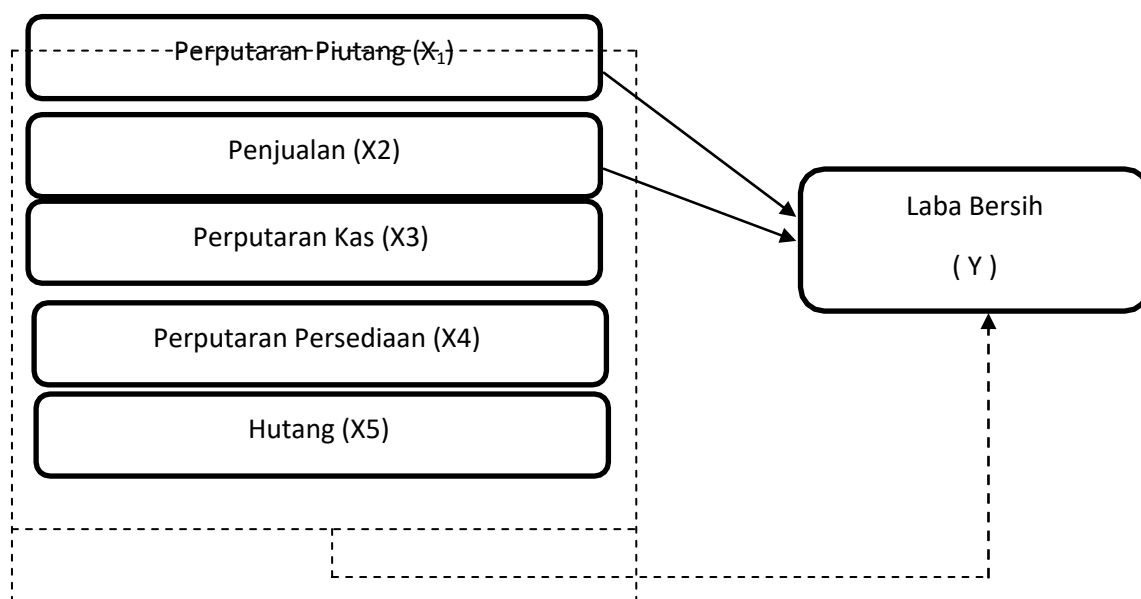 Perputaran Piutang (X₁)
Penjualan (X2)
Perputaran Kas (X3)
Perputaran Persediaan (X4)
Hutang (X5)
Laba Bersih
( Y )